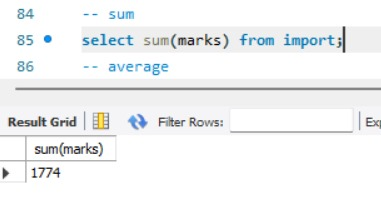 84 -- sum
85 select sum(marks) from import;
86 -- average
Result Grid Filter Rows: Exp
sum(marks)
1774